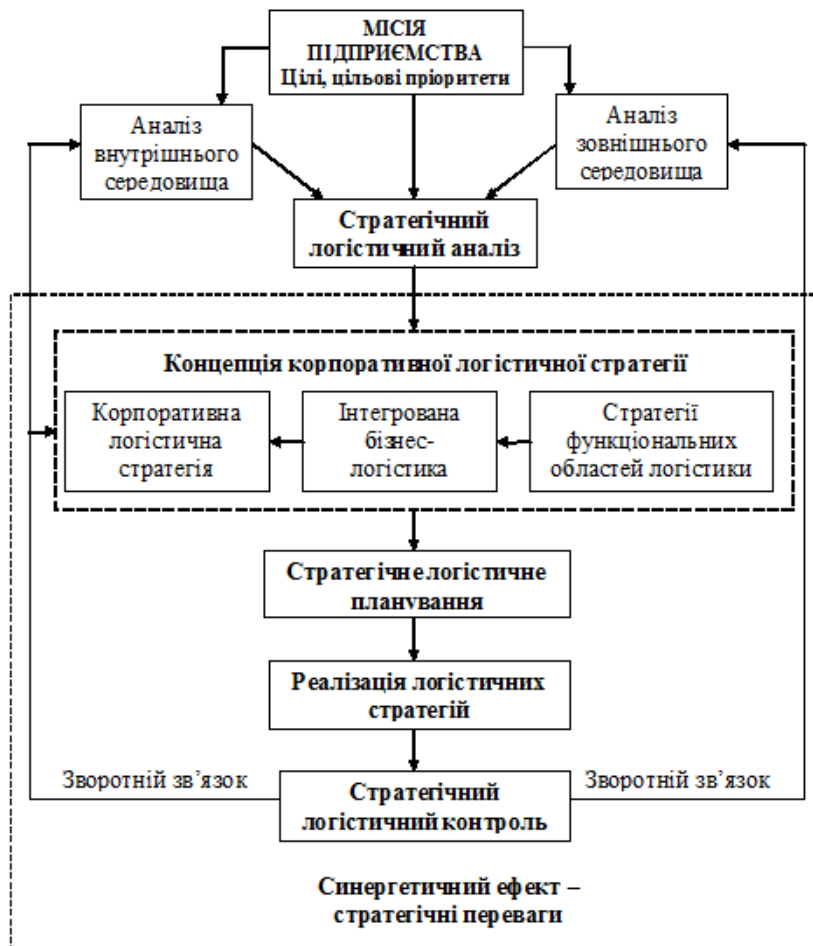 МІСІЯ
ПІДПРИЄМСТВА
Цілі, цільові пріоритети
Аналіз
внутрішнього
середовища
Аналіз
зовнішнього
середовища
Стратегічний
логістичний аналіз
Концепція корпоративної логістичної стратегії
Корпоративна
логістична
стратегія
Інтегрована
бізнес-
логістика
Стратегії
функціональних
областей логістики
Стратегічне логістичне
планування
Реалізація логістичних
стратегій
Зворотній зв’язок
Зворотній зв’язок
Стратегічний
логістичний контроль
Синергетичний ефект –
стратегічні переваги